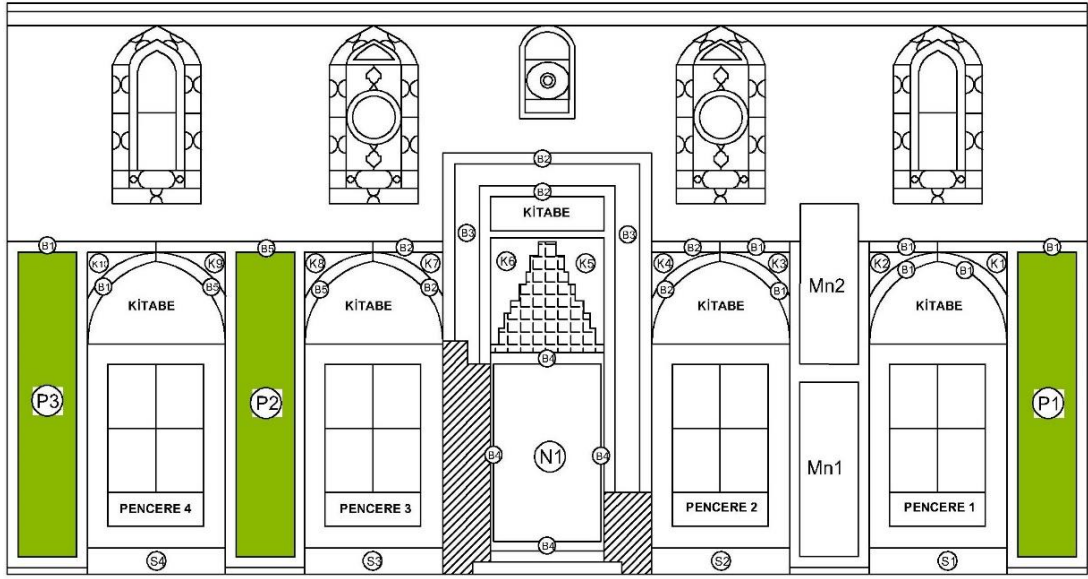 B2
B2
KİTABE
B3
B3
B1
B5
B2
B2
B1
B1
B1
K10
K9
K8
K7
K6
K5
K4
K3
K2
K1
B1
B5
B5
B2
B2
B1
B1
B1
KİTABE
KİTABE
KİTABE
KİTABE
Mn2
B4
P3
P2
P1
B4
N1
B4
Mn1
PENCERE 4
PENCERE 3
PENCERE 2
PENCERE 1
B4
S4
S3
S2
S1